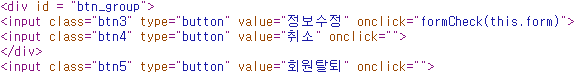 <div id = "btn_group">
<input class="btn3" type="button" value="정보수정" onclick="formCheck(this.form)">
<input class="btn4" type="button" value="취소" onclick="">
</div>
<input class="btn5" type="button" value="회원탈퇴" onclick="">